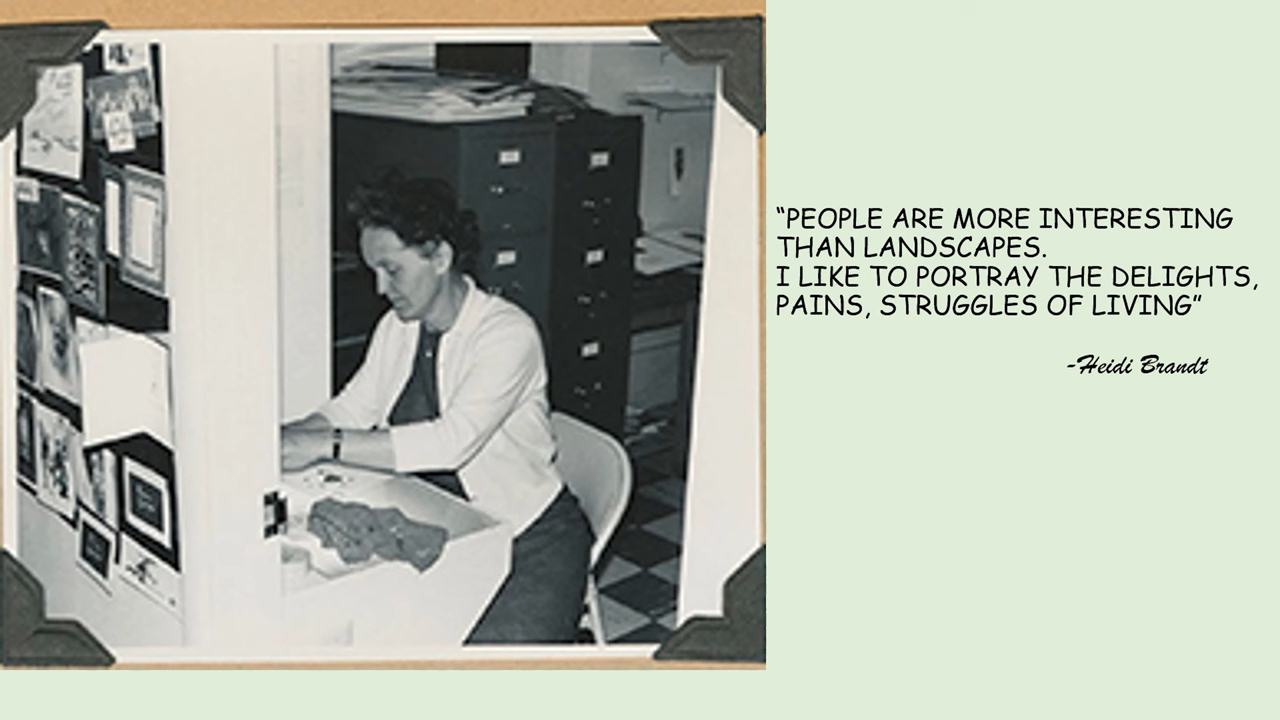 “PEOPLE ARE MORE INTERESTING
THAN LANDSCAPES.
I LIKE TO PORTRAY THE DELIGHTS,
PAINS, STRUGGLES OF LIVING”
-Heidi Brandt